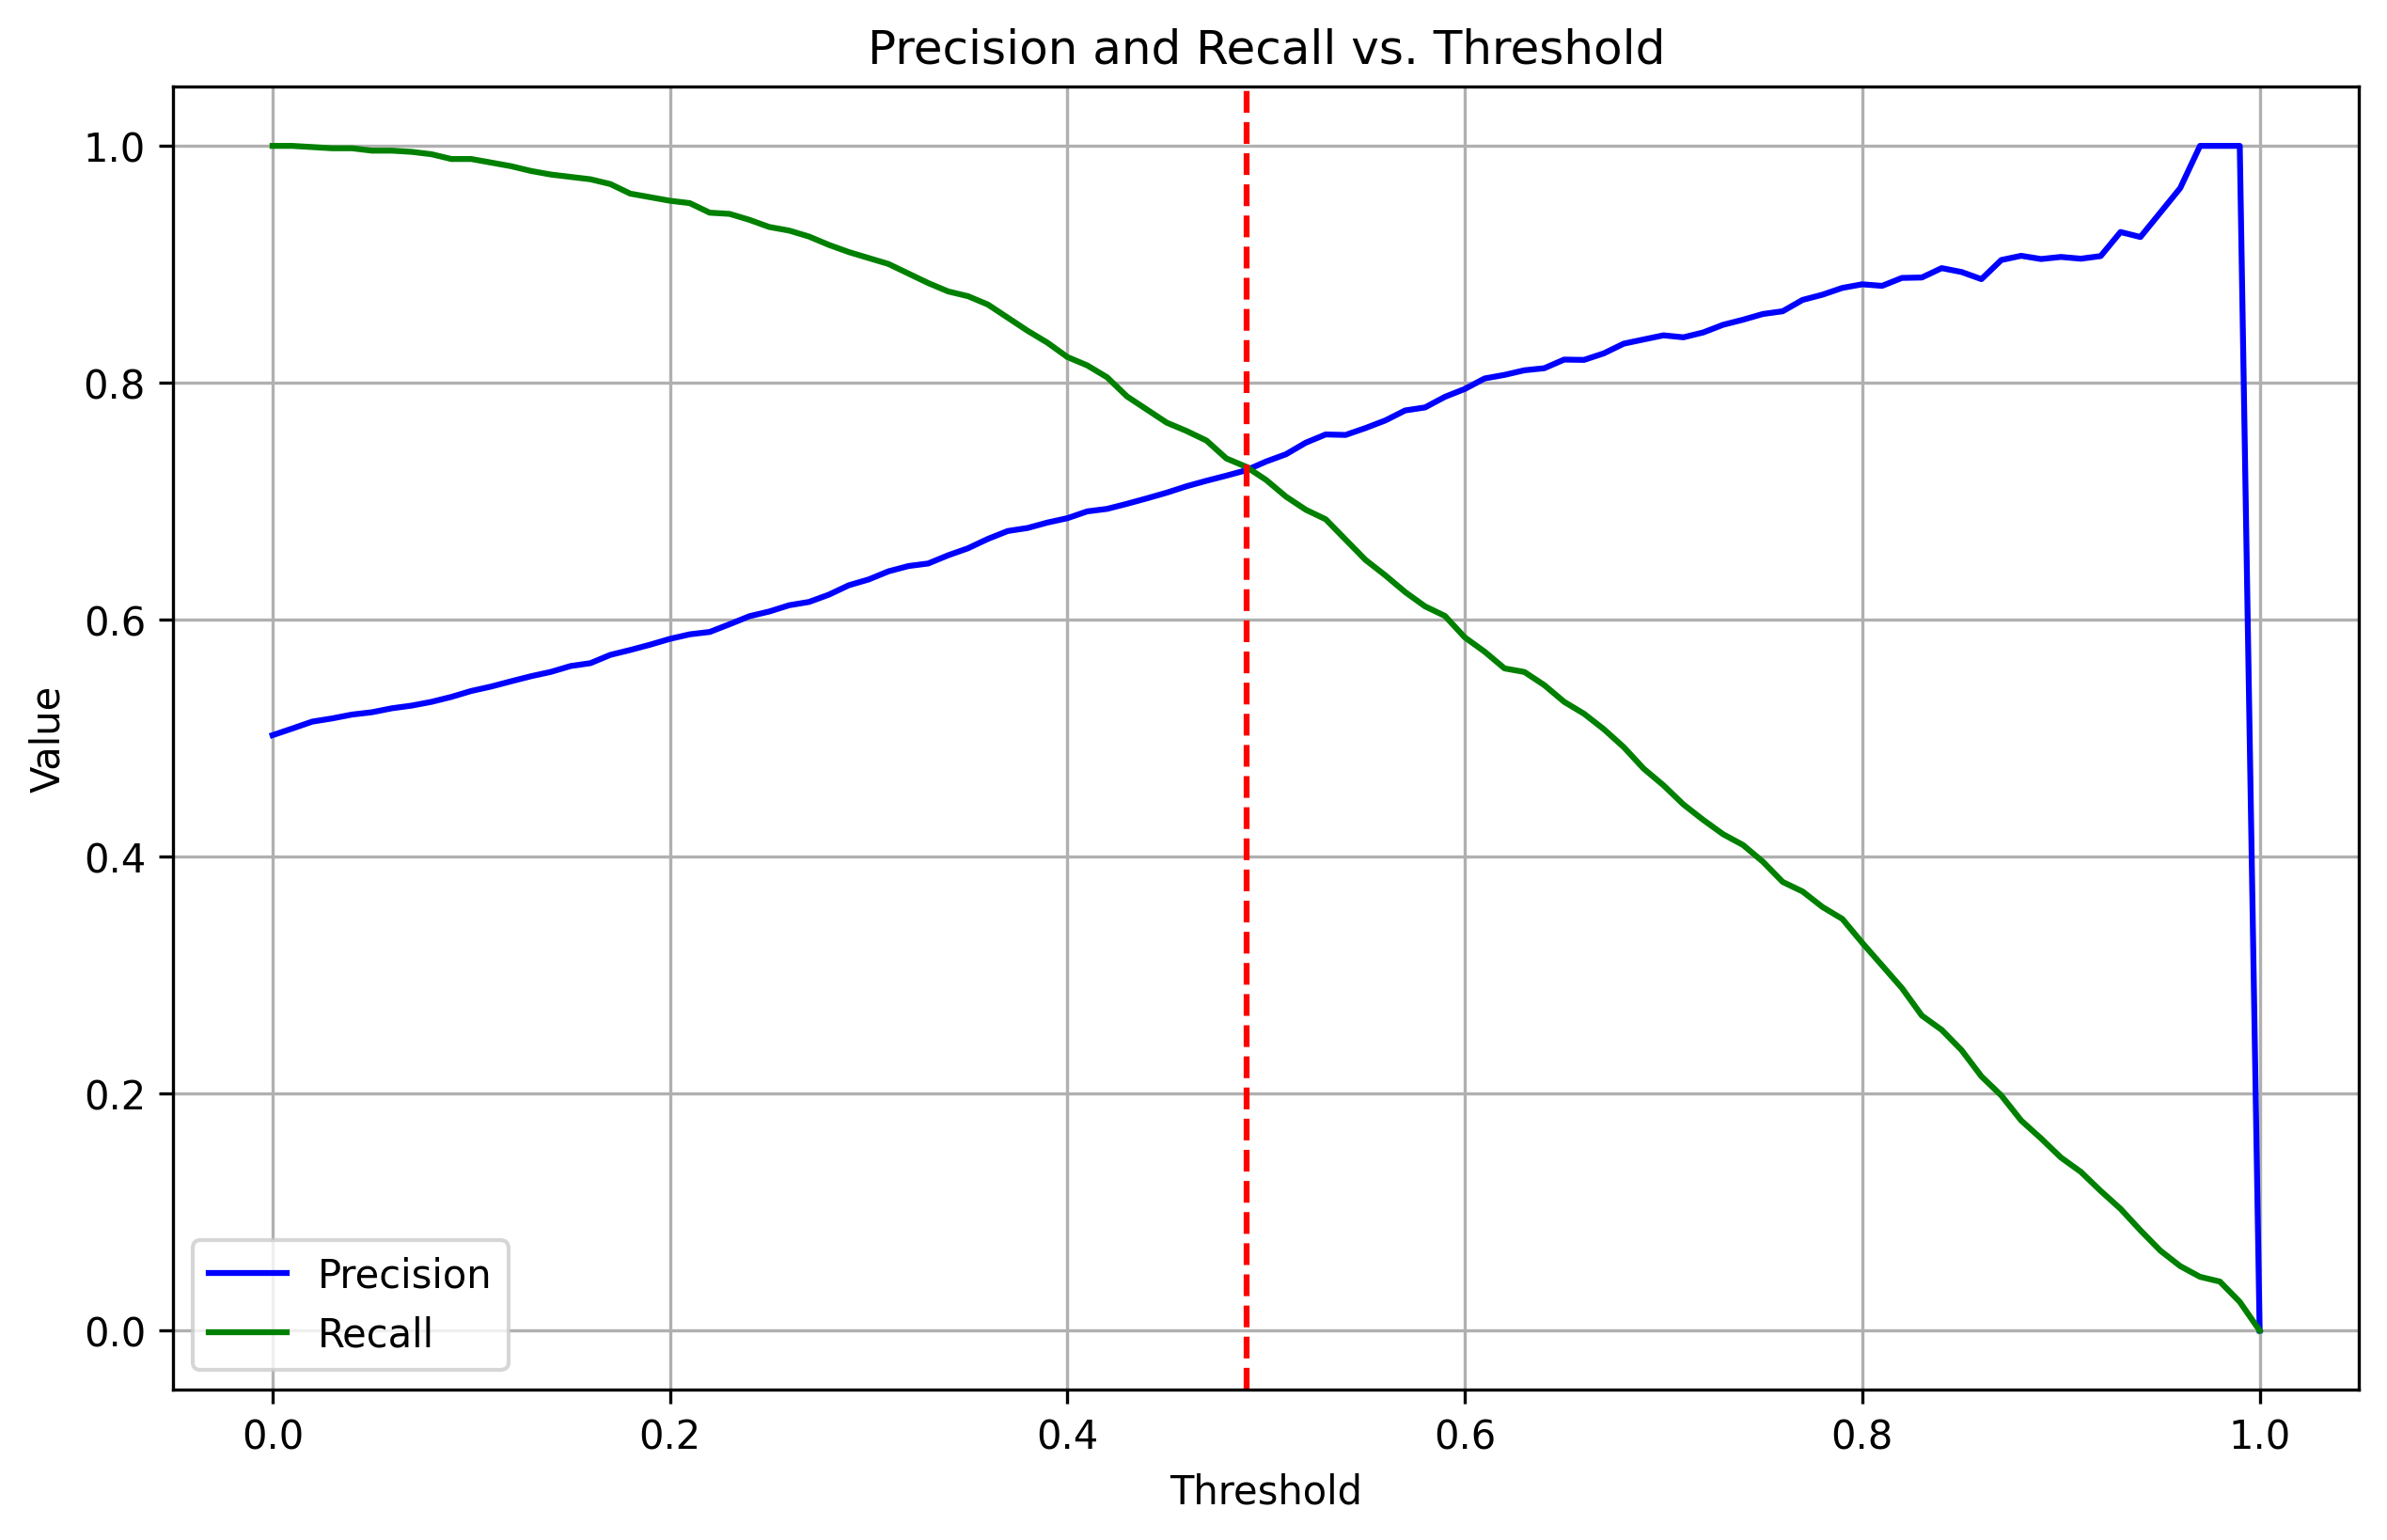 Precision and Recall vs. Threshold
1.0
0.8
0.6
0.4
0.2
0.0
Value
Precision
Recall
0.0 0.2 0.4 0.6 0.8 1.0
Threshold